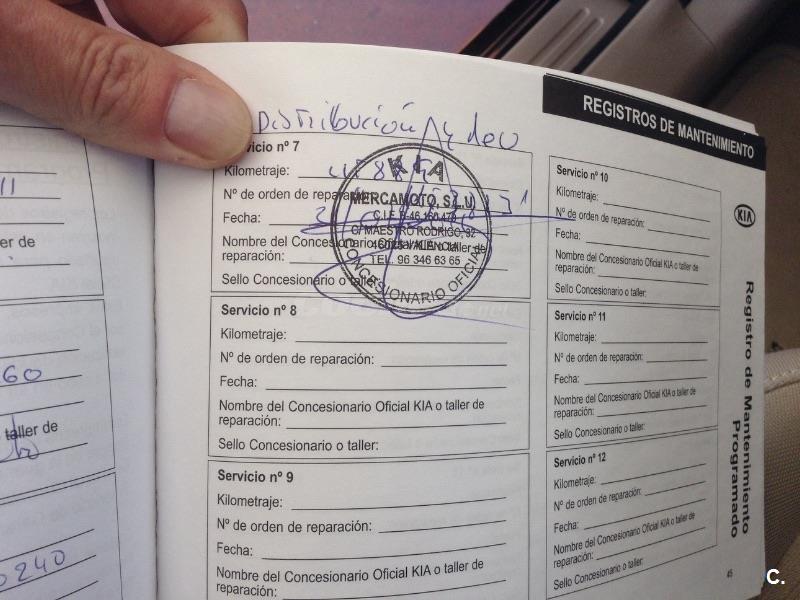 REGISTROS DE MANTENIMIENTO
Distribución
Servicio nº 7
Kilometraje:
Nº de orden de reparación:
Fecha:
Nombre del Concesionario Oficial KIA o taller de
reparación:
Sello Concesionario o taller:
KIA
MERCAMOTO, S.L.U.
C/ MAESTRO RODRIGO, 32
VALENCIA
TEL. 96 346 63 65
CONCESIONARIO OFICIAL
Servicio nº 8
Kilometraje:
Nº de orden de reparación:
Fecha:
Nombre del Concesionario Oficial KIA o taller de
reparación:
Sello Concesionario o taller:
Servicio nº 9
Kilometraje:
Nº de orden de reparación:
Fecha:
Nombre del Concesionario Oficial KIA o taller de
reparación:
Servicio nº 10
Kilometraje:
Nº de orden de reparación:
Fecha:
Nombre del Concesionario Oficial KIA o taller de
reparación:
Sello Concesionario o taller:
Servicio nº 11
Kilometraje:
Nº de orden de reparación:
Fecha:
Nombre del Concesionario Oficial KIA o taller de
reparación:
Sello Concesionario o taller:
Servicio nº 12
Kilometraje:
Nº de orden de reparación:
Fecha:
Nombre del Concesionario Oficial KIA o taller de
reparación:
Sello Concesionario o taller:
KIA
Registro de Mantenimiento
Programado
45
11
taller de
60
taller de
0240
C.